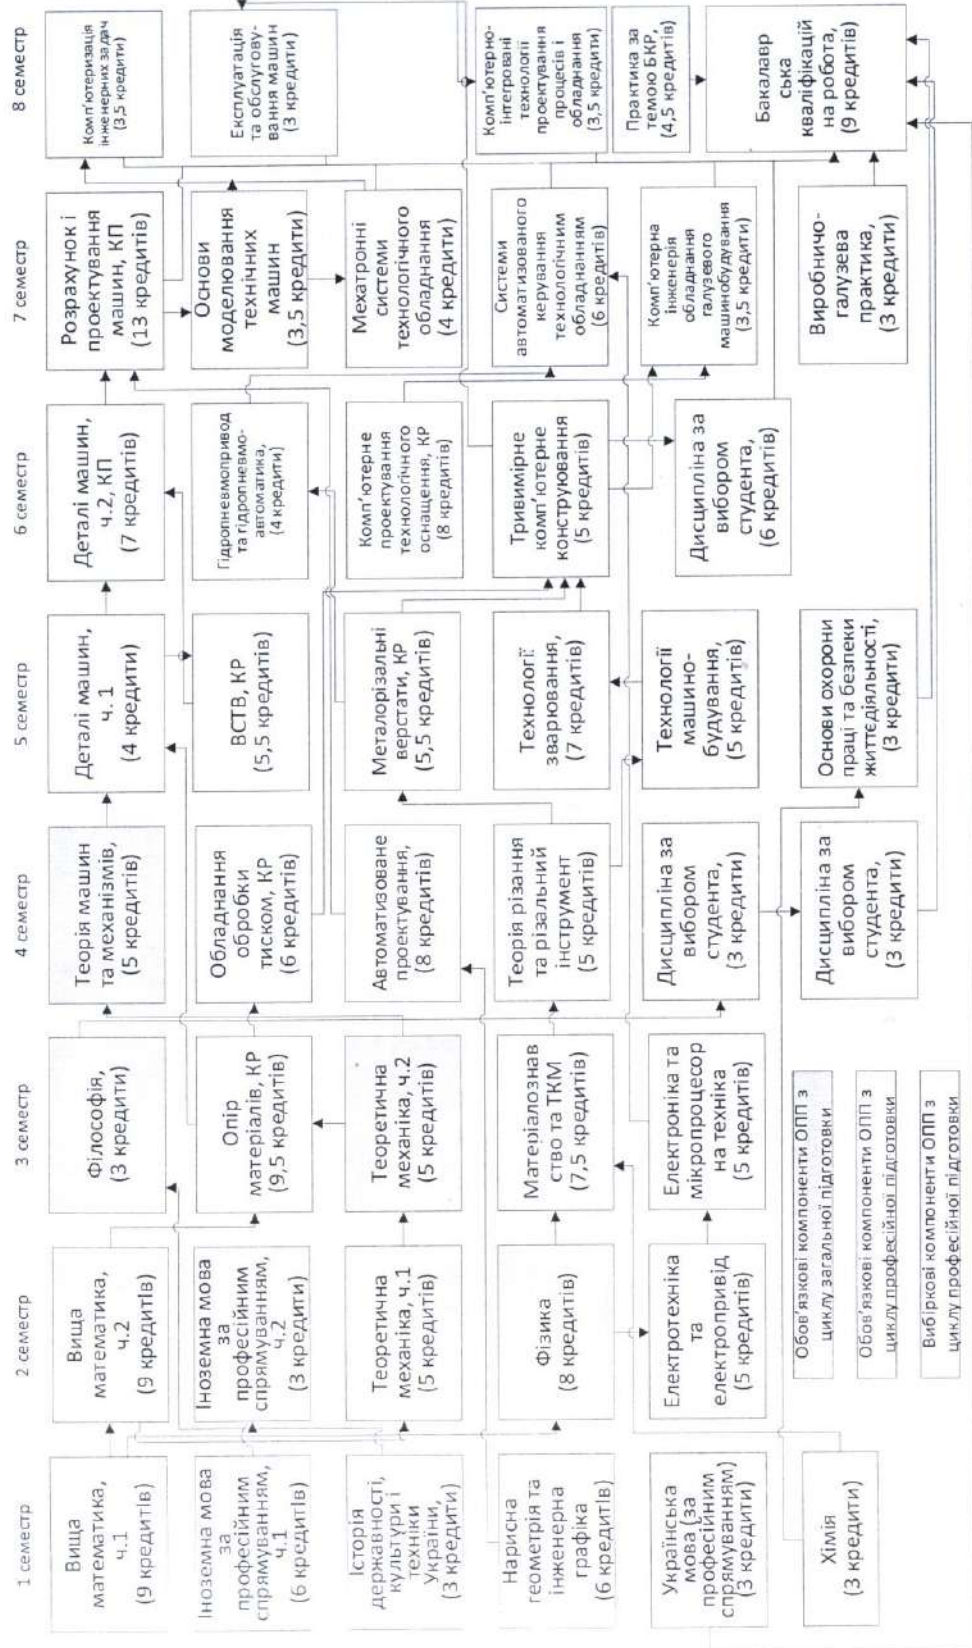 1 семестр
Вища
математика,
ч.1
(9 кредитів)
Іноземна мова
за
професійним
спрямуванням,
ч.1
(6 кредитів)
Історія
державності,
культури і
техніки
України,
(3 кредити)
Нарисна
геометрія та
інженерна
графіка
(6 кредитів)
Українська
мова (за
професійним
спрямуванням)
(3 кредити)
Хімія
(3 кредити)
2 семестр
Вища
математика,
ч.2
(9 кредитів)
Іноземна мова
за
професійним
спрямуванням,
ч.2
(3 кредити)
Теоретична
механіка, ч.1
(5 кредитів)
Фізика
(8 кредитів)
Електротехніка
та
електропривід
(5 кредитів)
3 семестр
Філософія,
(3 кредити)
Опір
матеріалів, КР
(9,5 кредитів)
Теоретична
механіка, ч.2
(5 кредитів)
Матеріалознав
ство та ТКМ
(7,5 кредитів)
Електроніка та
мікропроцесор
на техніка
(5 кредитів)
4 семестр
Теорія машин
та механізмів,
(5 кредитів)
Обладнання
обробки
тиском, КР
(6 кредитів)
Автоматизоване
проектування,
(8 кредитів)
Теорія різання
та різальний
інструмент
(5 кредитів)
Дисципліна за
вибором
студента,
(3 кредити)
Дисципліна за
вибором
студента,
(3 кредити)
5 семестр
Деталі машин,
ч. 1
(4 кредити)
ВСТВ, КР
(5,5 кредитів)
Металорізальні
верстати, КР
(5,5 кредитів)
Технології
зварювання,
(7 кредитів)
Технології
машино-
будування,
(5 кредитів)
Основи охорони
праці та безпеки
життєдіяльності,
(3 кредити)
6 семестр
Деталі машин,
ч.2, КП
(7 кредитів)
Гідропневмопривод
та гідропневмо-
автоматика,
(4 кредити)
Комп'ютерне
проектування
технологічного
оснащення, КР
(8 кредитів)
Тривимірне
комп'ютерне
конструювання
(5 кредитів)
Дисципліна за
вибором
студента,
(6 кредитів)
7 семестр
Розрахунок і
проектування
машин, КП
(13 кредитів)
Основи
моделювання
технічних
машин
(3,5 кредити)
Мехатронні
системи
технологічного
обладнання
(4 кредити)
Системи
автоматизованого
керування
технологічним
обладнанням
(6 кредитів)
Комп'ютерна
інженерія
обладнання
галузевого
машинобудування
(3,5 кредити)
Виробничо-
галузева
практика,
(3 кредити)
8 семестр
Комп'ютеризація
інженерних задач
(3,5 кредити)
Експлуатація
та обслугову-
вання машин
(3 кредити)
Комп'ютерно-
інтегровані
технології
проектування
процесів і
обладнання
(3,5 кредити)
Практика за
темою БКР,
(4,5 кредитів)
Бакалавр
ська
кваліфікацій
на робота,
(9 кредитів)
Обов'язкові компоненти ОПП з
циклу загальної підготовки
Обов'язкові компоненти ОПП з
циклу професійної підготовки
Вибіркові компоненти ОПП з
циклу професійної підготовки